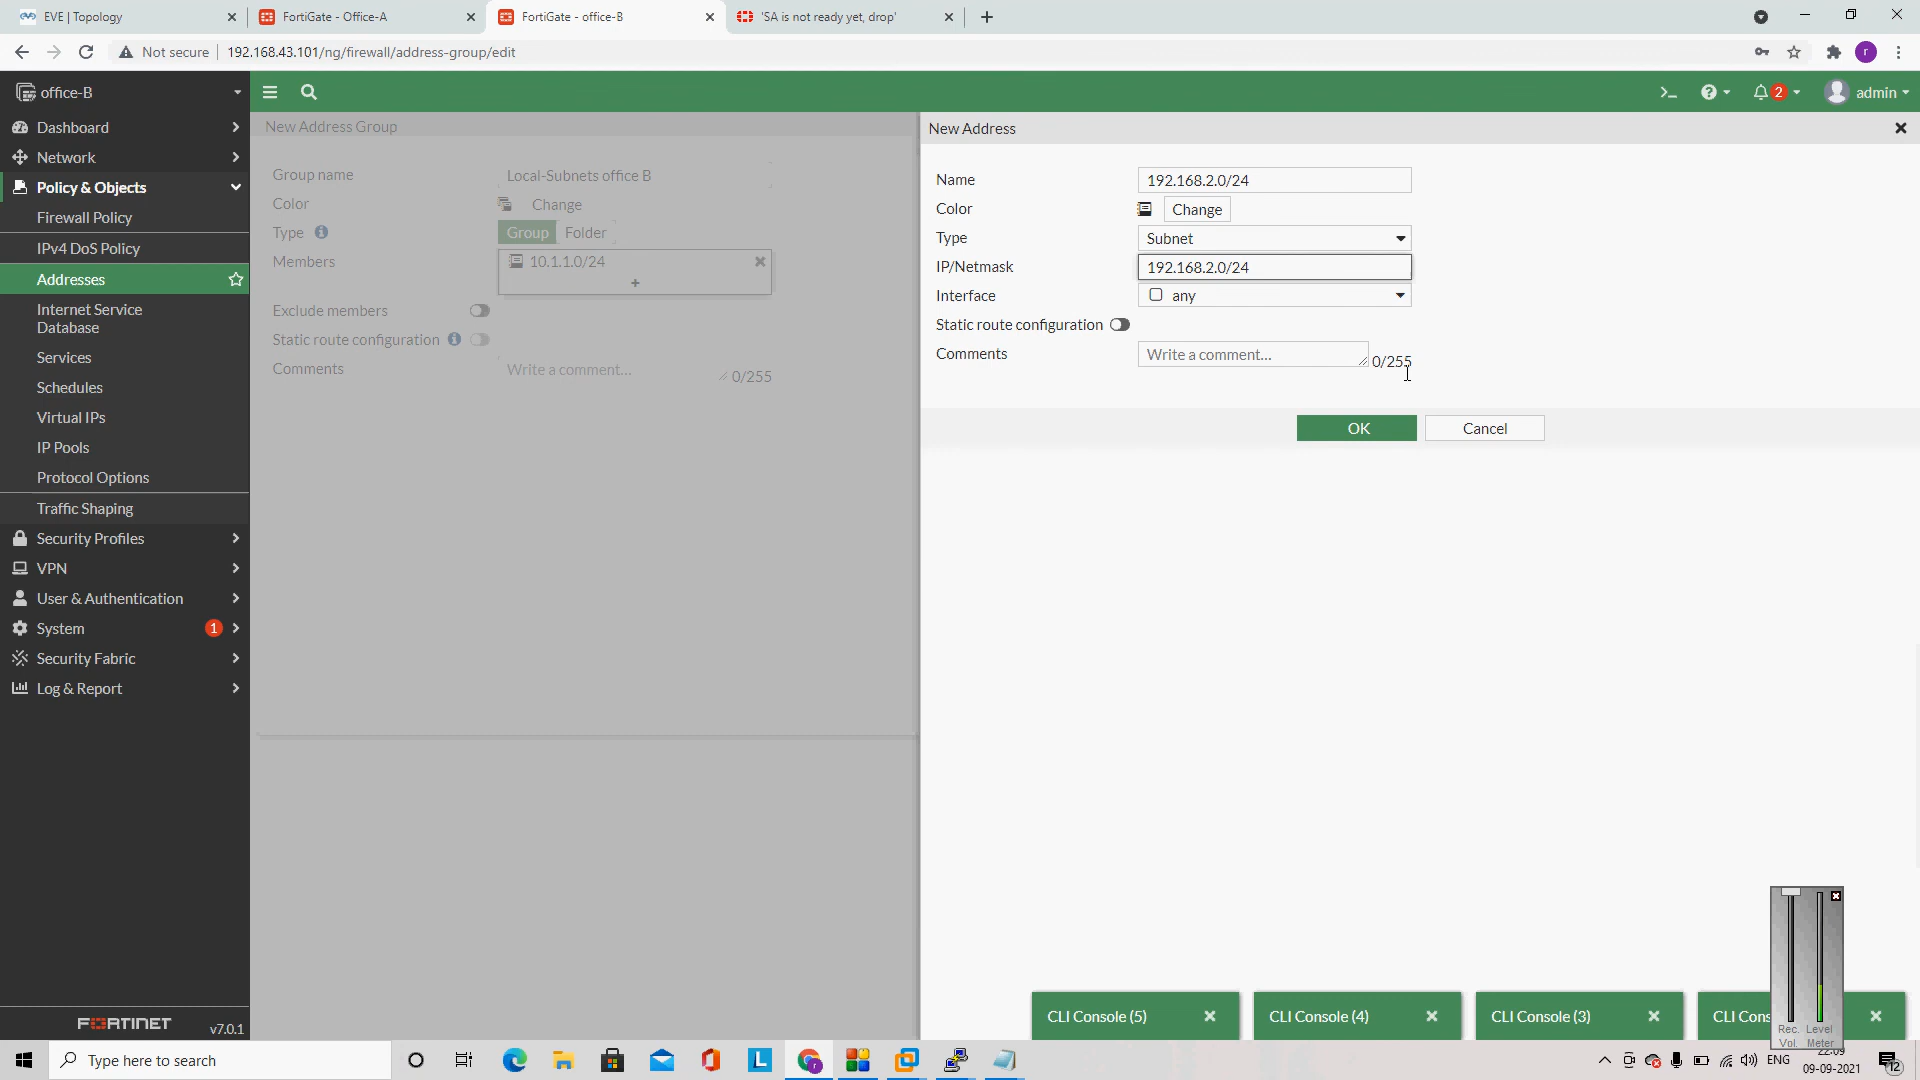 EVE | Topology
FortiGate - Office-A
FortiGate - office-B
'SA is not ready yet, drop'
Not secure
192.168.43.101/ng/firewall/address-group/edit
r
office-B
2
admin
Dashboard
Network
Policy & Objects
Firewall Policy
IPv4 DoS Policy
Addresses
Internet Service
Database
Services
Schedules
Virtual IPs
IP Pools
Protocol Options
Traffic Shaping
Security Profiles
VPN
User & Authentication
System
1
Security Fabric
Log & Report
FORTINET
v7.0.1
New Address Group
Group name
Local-Subnets office B
Color
Change
Type
Group
Folder
Members
10.1.1.0/24
+
Exclude members
Static route configuration
Comments
Write a comment...
0/255
New Address
Name
192.168.2.0/24
Color
Change
Type
Subnet
IP/Netmask
192.168.2.0/24
Interface
any
Static route configuration
Comments
Write a comment...
0/255
OK
Cancel
CLI Console (5)
CLI Console (4)
CLI Console (3)
CLI Cons
Rec. Level
Vol. Meter
Type here to search
L
ENG
22:09
09-09-2021
12